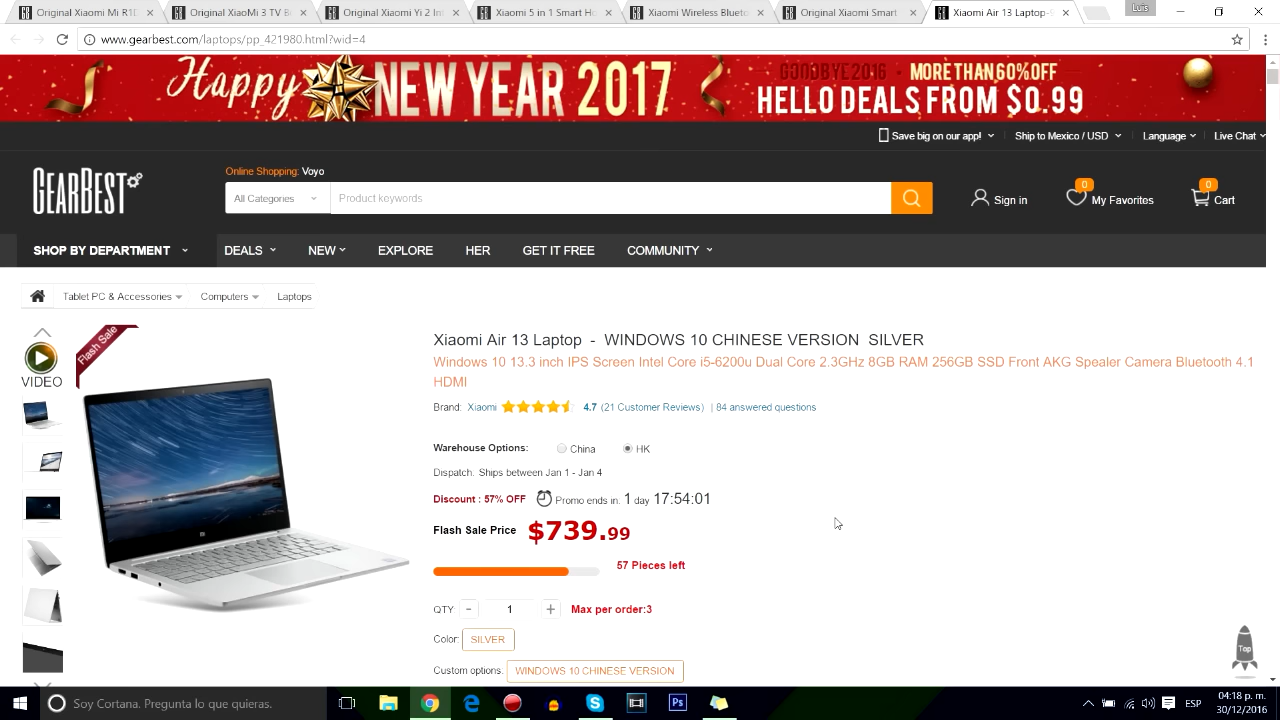 Original Xiaomi Mi R1D
Original XiaoMi 3 TV B
Original Xiaomi Yi 2 Int
Xiaomi 5 in 1 Smart Ho
Xiaomi Wireless Blueto
Original Xiaomi Smart
Xiaomi Air 13 Laptop-
Luis
www.gearbest.com/laptops/pp_421980.html?wid=4
Happy NEW YEAR 2017
GOODBYE 2016 · MORE THAN 60% OFF
HELLO DEALS FROM $0.99
Save big on our app!
Ship to Mexico / USD
Language
Live Chat
GEARBEST
Online Shopping: Voyo
All Categories
Product keywords
Sign in
0
My Favorites
0
Cart
SHOP BY DEPARTMENT
DEALS
NEW
EXPLORE
HER
GET IT FREE
COMMUNITY
Tablet PC & Accessories
Computers
Laptops
Flash Sale
VIDEO
Xiaomi Air 13 Laptop - WINDOWS 10 CHINESE VERSION SILVER
Windows 10 13.3 inch IPS Screen Intel Core i5-6200u Dual Core 2.3GHz 8GB RAM 256GB SSD Front AKG Spealer Camera Bluetooth 4.1
HDMI
Brand: Xiaomi 4.7 (21 Customer Reviews) | 84 answered questions
Warehouse Options: China HK
Dispatch: Ships between Jan 1 - Jan 4
Discount : 57% OFF Promo ends in: 1 day 17:54:01
Flash Sale Price $739.99
57 Pieces left
QTY: - 1 + Max per order:3
Color: SILVER
Custom options: WINDOWS 10 CHINESE VERSION
Top
Soy Cortana. Pregunta lo que quieras.
Ps
ESP
04:18 p. m.
30/12/2016